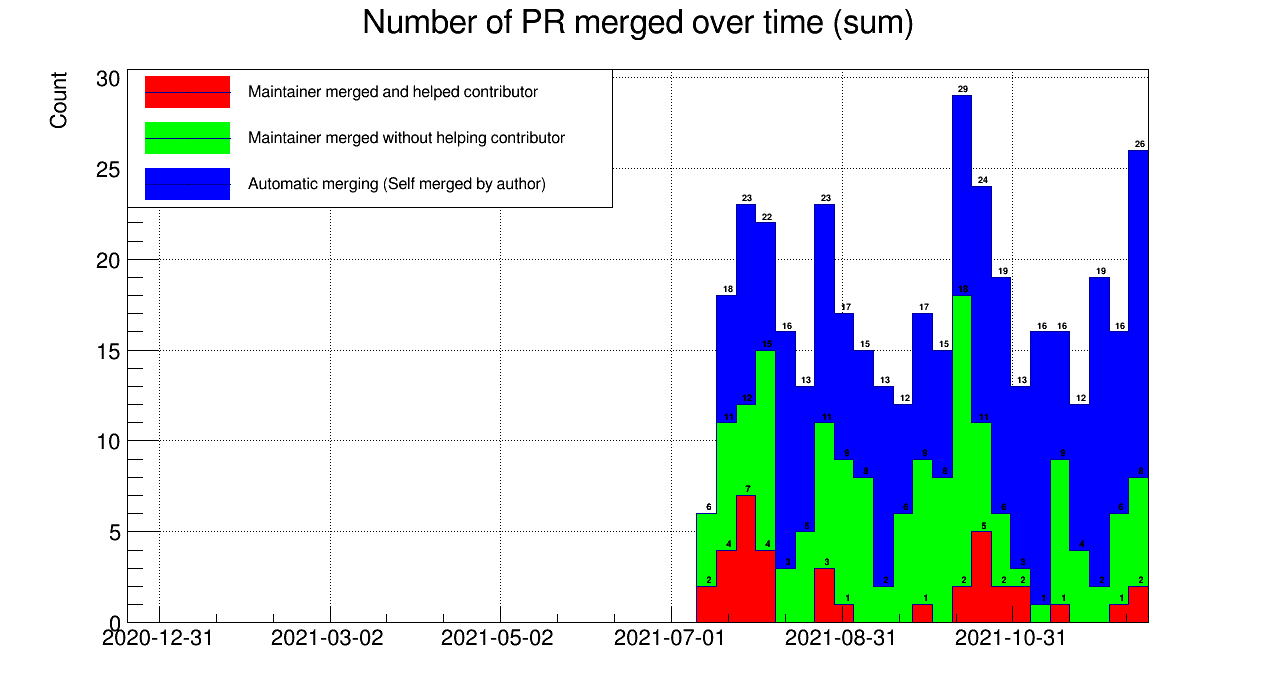 Number of PR merged over time (sum)
Count
30
25
20
15
10
5
0
Maintainer merged and helped contributor
Maintainer merged without helping contributor
Automatic merging (Self merged by author)
6 18 23 22 16 13 23 17 15 13 12 17 15 29 24 19 13 16 16 12 19 16 26
11 12 15 3 5 11 9 8 2 6 9 8 18 11 6 3 1 9 4 2 6 8
2 4 7 4 3 1 1 2 5 2 2 1 1 2
2020-12-31 2021-03-02 2021-05-02 2021-07-01 2021-08-31 2021-10-31